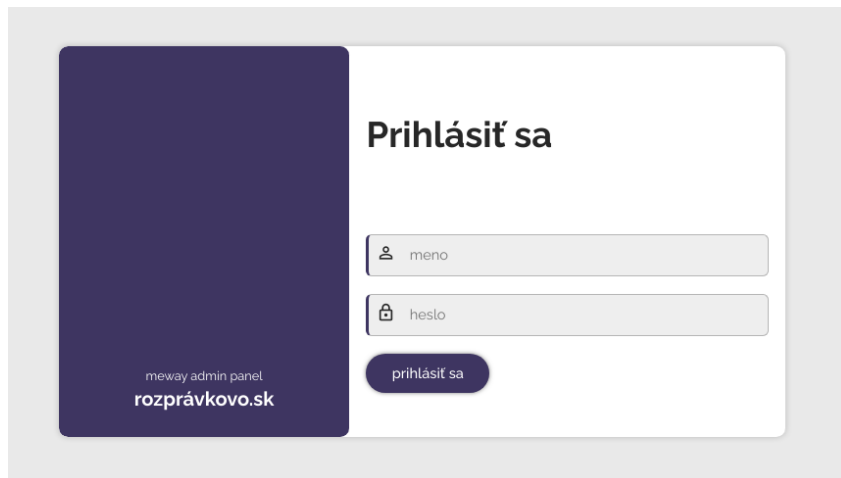 Prihlásiť sa
meno
heslo
prihlásiť sa
meway admin panel
rozprávkovo.sk